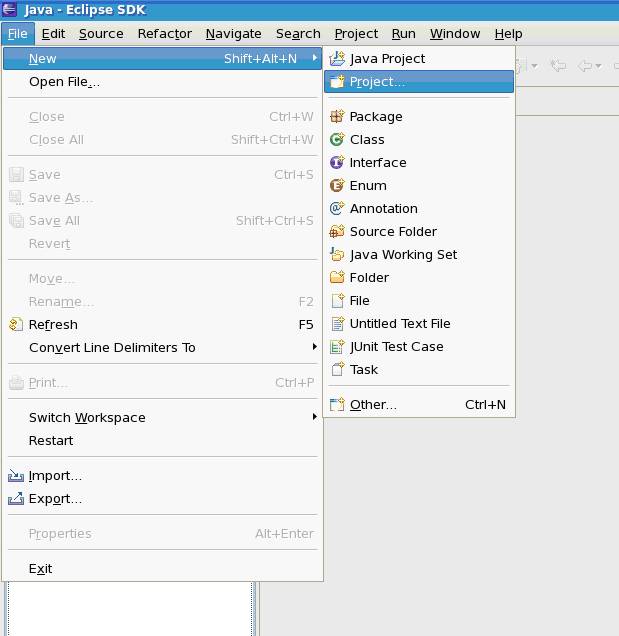 Java - Eclipse SDK
File Edit Source Refactor Navigate Search Project Run Window Help
New Shift+Alt+N
Open File...
Close Ctrl+W
Close All Shift+Ctrl+W
Save Ctrl+S
Save As...
Save All Shift+Ctrl+S
Revert
Move...
Rename... F2
Refresh F5
Convert Line Delimiters To
Print... Ctrl+P
Switch Workspace
Restart
Import...
Export...
Properties Alt+Enter
Exit
Java Project
Project...
Package
Class
Interface
Enum
Annotation
Source Folder
Java Working Set
Folder
File
Untitled Text File
JUnit Test Case
Task
Other... Ctrl+N